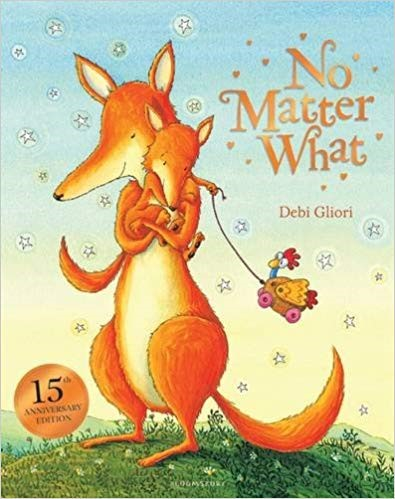 No
Matter
What
Debi Gliori
15th
ANNIVERSARY
EDITION
BLOOMSBURY